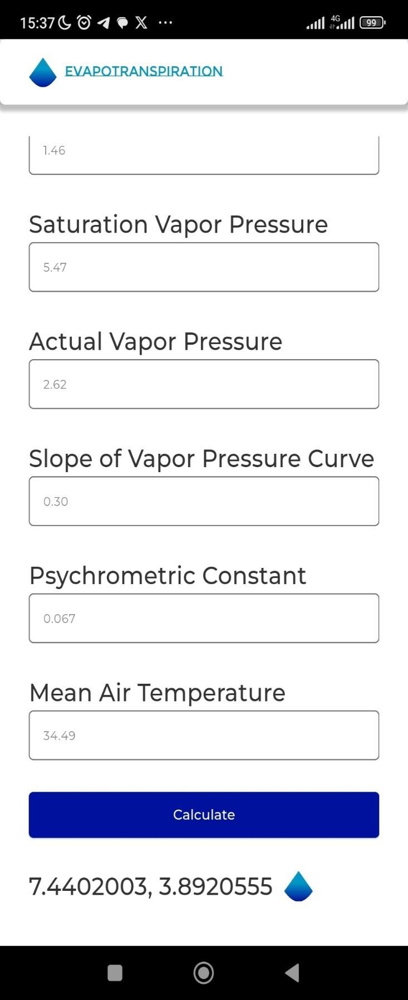 15:37 ... 4G 99
EVAPOTRANSPIRATION
1.46
Saturation Vapor Pressure
5.47
Actual Vapor Pressure
2.62
Slope of Vapor Pressure Curve
0.30
Psychrometric Constant
0.067
Mean Air Temperature
34.49
Calculate
7.4402003, 3.8920555